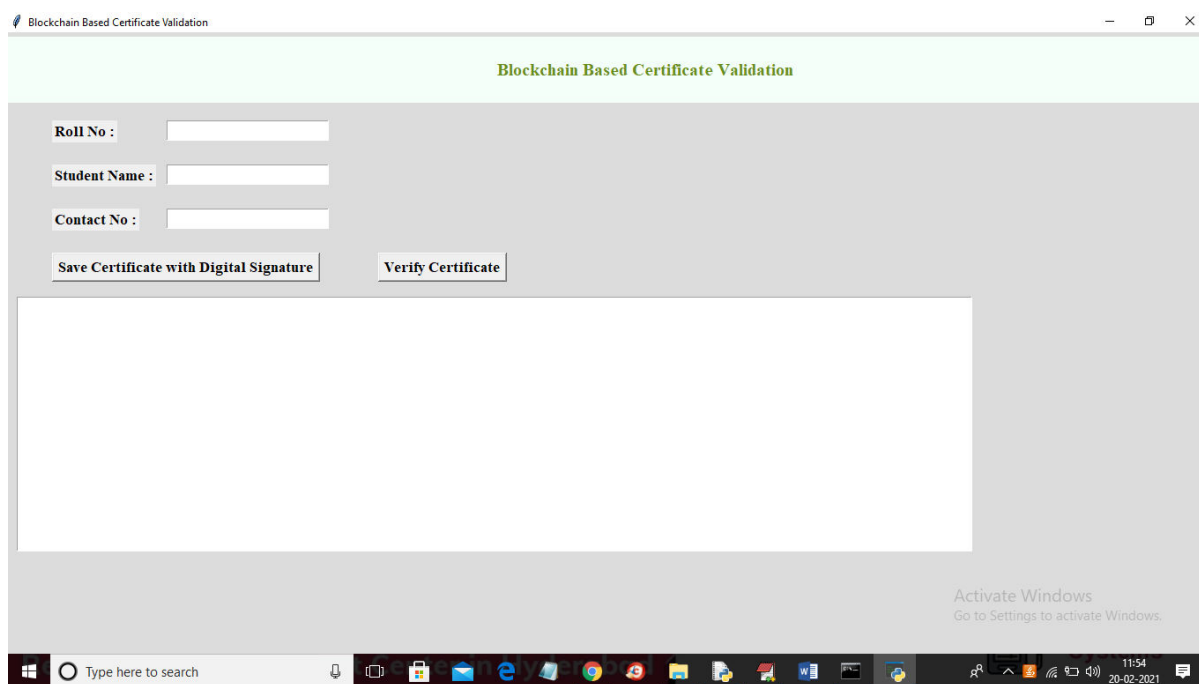 Blockchain Based Certificate Validation
Blockchain Based Certificate Validation
Roll No :
Student Name :
Contact No :
Save Certificate with Digital Signature Verify Certificate
Activate Windows
Go to Settings to activate Windows.
Type here to search
11:54
20-02-2021